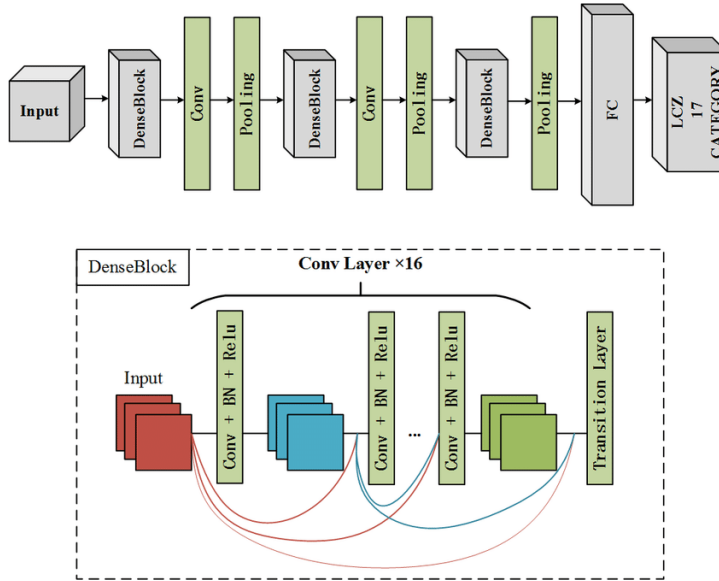 Input
DenseBlock
Conv
Pooling
DenseBlock
Conv
Pooling
DenseBlock
Pooling
FC
LCZ
17
CATEGORY
DenseBlock
Conv Layer ×16
Input
Conv + BN + Relu
Conv + BN + Relu
...
Conv + BN + Relu
Transition Layer